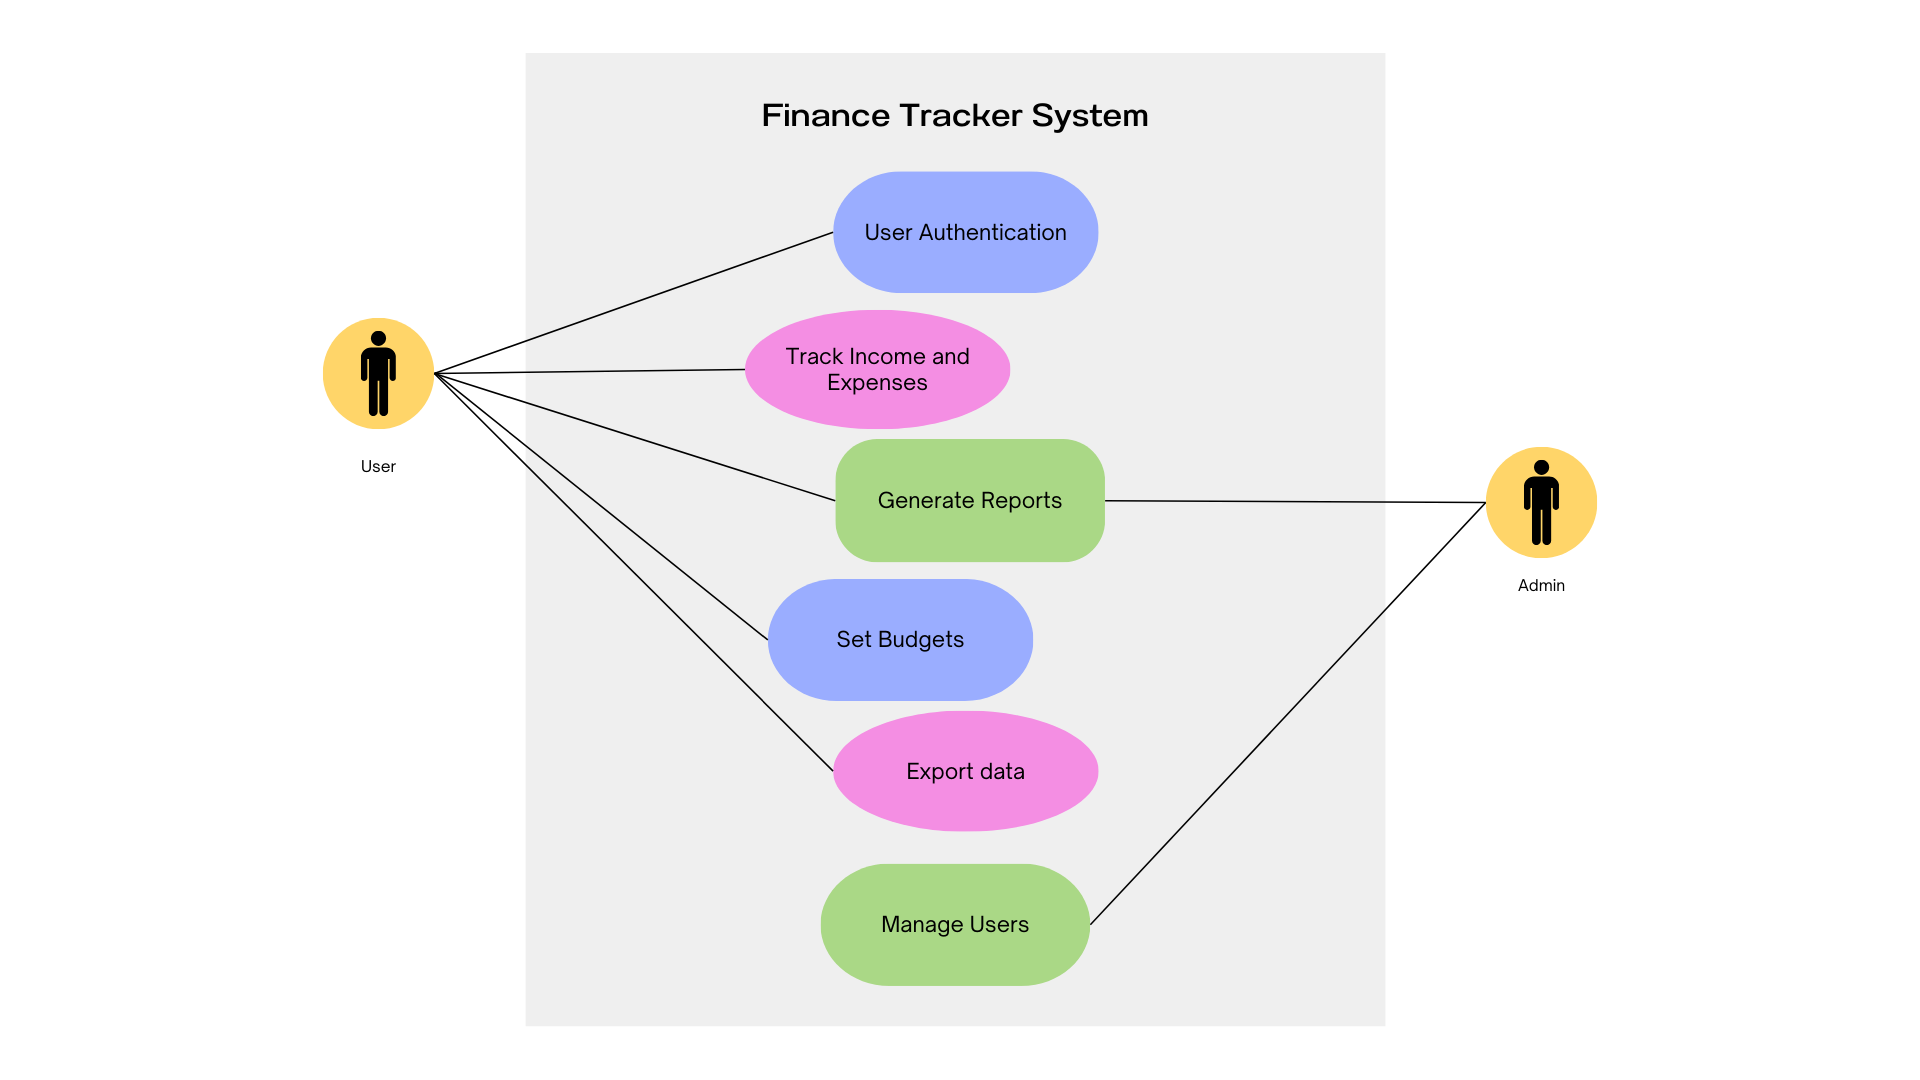 Finance Tracker System
User Authentication
Track Income and
Expenses
User
Generate Reports
Admin
Set Budgets
Export data
Manage Users